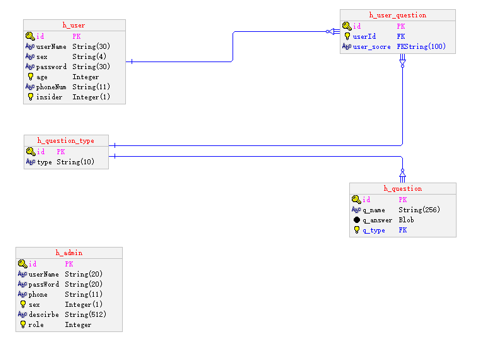 h_user
id PK
userName String(30)
sex String(4)
password String(30)
age Integer
phoneNum String(11)
insider Integer(1)
h_user_question
id PK
userId FK
user_socre FKString(100)
h_question_type
id PK
type String(10)
h_question
id PK
q_name String(256)
q_answer Blob
q_type FK
h_admin
id PK
userName String(20)
passWord String(20)
phone String(11)
sex Integer(1)
descirbe String(512)
role Integer